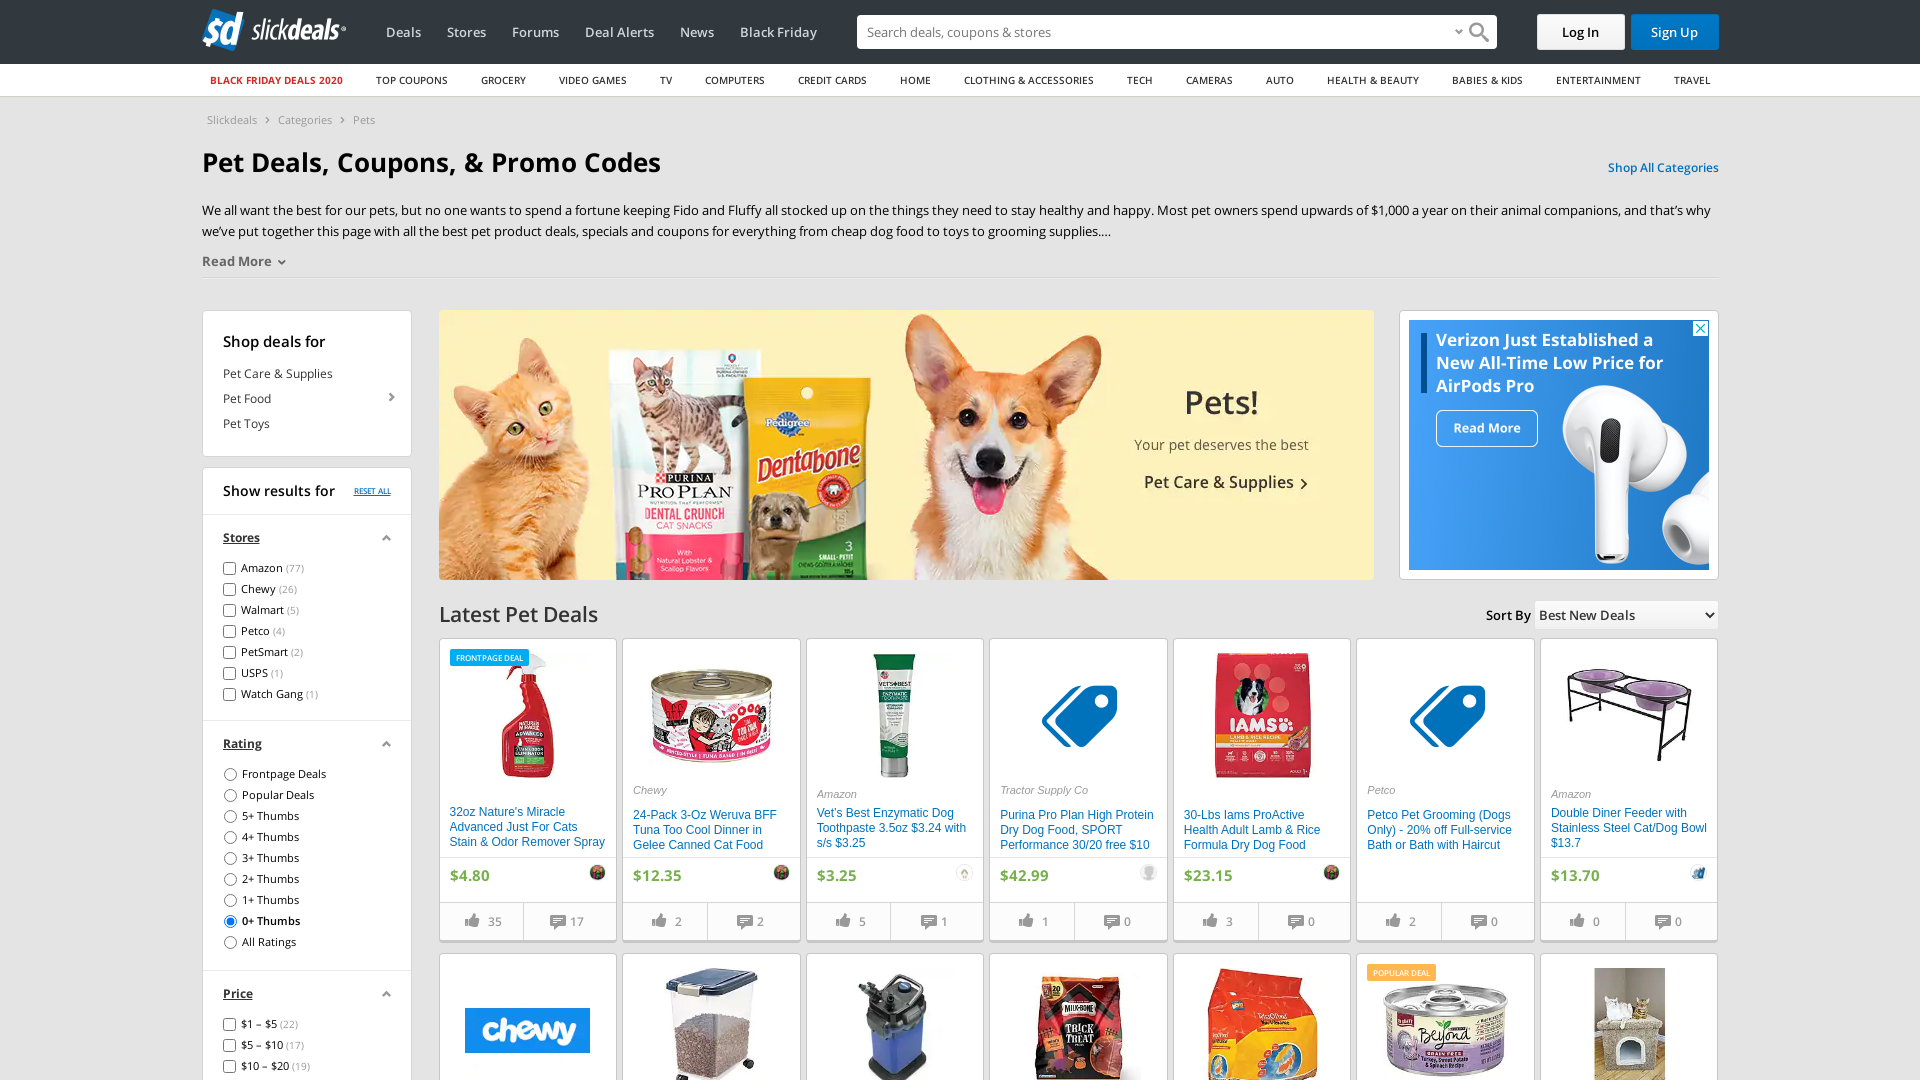 sd slickdeals
Deals
Stores
Forums
Deal Alerts
News
Black Friday
Search deals, coupons & stores
Log In
Sign Up
BLACK FRIDAY DEALS 2020
TOP COUPONS
GROCERY
VIDEO GAMES
TV
COMPUTERS
CREDIT CARDS
HOME
CLOTHING & ACCESSORIES
TECH
CAMERAS
AUTO
HEALTH & BEAUTY
BABIES & KIDS
ENTERTAINMENT
TRAVEL
Slickdeals > Categories > Pets
Pet Deals, Coupons, & Promo Codes
Shop All Categories
We all want the best for our pets, but no one wants to spend a fortune keeping Fido and Fluffy all stocked up on the things they need to stay healthy and happy. Most pet owners spend upwards of $1,000 a year on their animal companions, and that's why
we've put together this page with all the best pet product deals, specials and coupons for everything from cheap dog food to toys to grooming supplies....
Read More
Shop deals for
Pet Care & Supplies
Pet Food
Pet Toys
Show results for
RESET ALL
Stores
Amazon (77)
Chewy (26)
Walmart (5)
Petco (4)
PetSmart (2)
USPS (1)
Watch Gang (1)
Rating
Frontpage Deals
Popular Deals
5+ Thumbs
4+ Thumbs
3+ Thumbs
2+ Thumbs
1+ Thumbs
0+ Thumbs
All Ratings
Price
$1 – $5 (22)
$5 – $10 (17)
$10 – $20 (19)
PURINA
PRO PLAN
DENTAL CRUNCH
CAT SNACKS
With
Natural Lobster &
Scallop Flavors
Pedigree
Dentabone
3
SMALL-PETIT
Pets!
Your pet deserves the best
Pet Care & Supplies
Verizon Just Established a
New All-Time Low Price for
AirPods Pro
Read More
Latest Pet Deals
Sort By
Best New Deals
FRONTPAGE DEAL
32oz Nature's Miracle
Advanced Just For Cats
Stain & Odor Remover Spray
$4.80
35
17
Chewy
24-Pack 3-Oz Weruva BFF
Tuna Too Cool Dinner in
Gelee Canned Cat Food
$12.35
2
2
VET'S BEST
Amazon
Vet's Best Enzymatic Dog
Toothpaste 3.5oz $3.24 with
s/s $3.25
$3.25
5
1
Tractor Supply Co
Purina Pro Plan High Protein
Dry Dog Food, SPORT
Performance 30/20 free $10
$42.99
1
0
IAMS
LAMB & RICE RECIPE
30-Lbs Iams ProActive
Health Adult Lamb & Rice
Formula Dry Dog Food
$23.15
3
0
Petco
Petco Pet Grooming (Dogs
Only) - 20% off Full-service
Bath or Bath with Haircut
2
0
Amazon
Double Diner Feeder with
Stainless Steel Cat/Dog Bowl
$13.7
$13.70
0
0
chewy
MILK-BONE
TRICK
TREAT
POPULAR DEAL
Beyond
GRAIN FREE